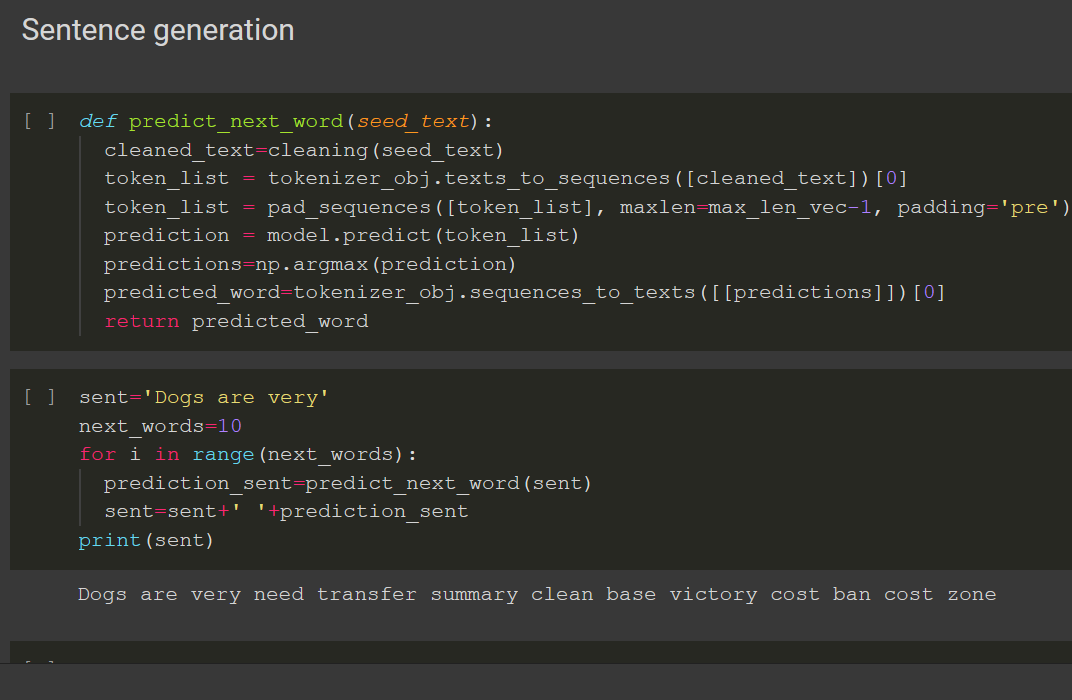 Sentence generation
[ ] def predict_next_word(seed_text):
cleaned_text=cleaning(seed_text)
token_list = tokenizer_obj.texts_to_sequences([cleaned_text])[0]
token_list = pad_sequences([token_list], maxlen=max_len_vec-1, padding='pre')
prediction = model.predict(token_list)
predictions=np.argmax(prediction)
predicted_word=tokenizer_obj.sequences_to_texts([[predictions]])[0]
return predicted_word
[ ] sent='Dogs are very'
next_words=10
for i in range(next_words):
prediction_sent=predict_next_word(sent)
sent=sent+' '+prediction_sent
print(sent)
Dogs are very need transfer summary clean base victory cost ban cost zone